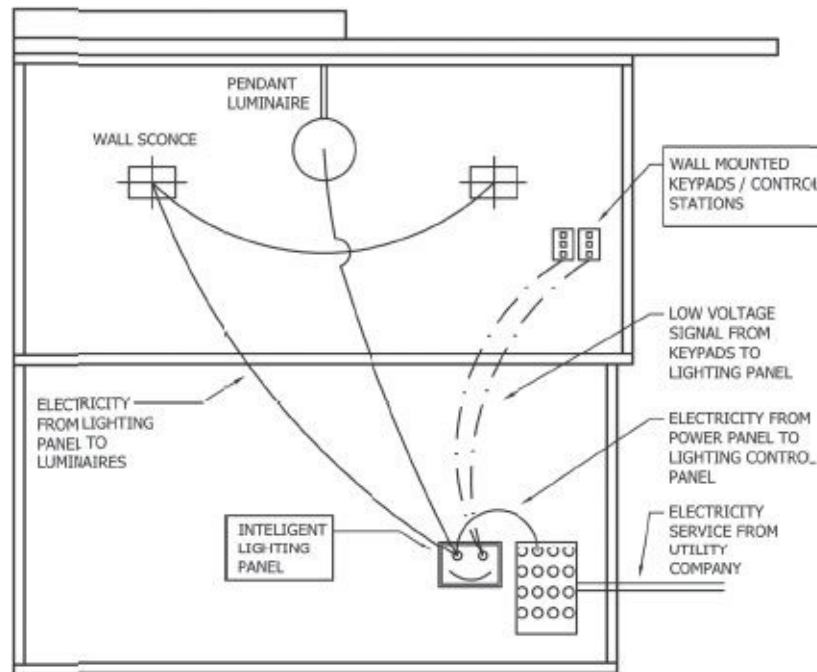 PENDANT
LUMINAIRE
WALL SCONCE
WALL MOUNTED
KEYPADS / CONTROL
STATIONS
LOW VOLTAGE
SIGNAL FROM
KEYPADS TO
LIGHTING PANEL
ELECTRICITY
FROM LIGHTING
PANEL TO
LUMINAIRES
ELECTRICITY FROM
POWER PANEL TO
LIGHTING CONTROL
PANEL
INTELIGENT
LIGHTING
PANEL
ELECTRICITY
SERVICE FROM
UTILITY
COMPANY